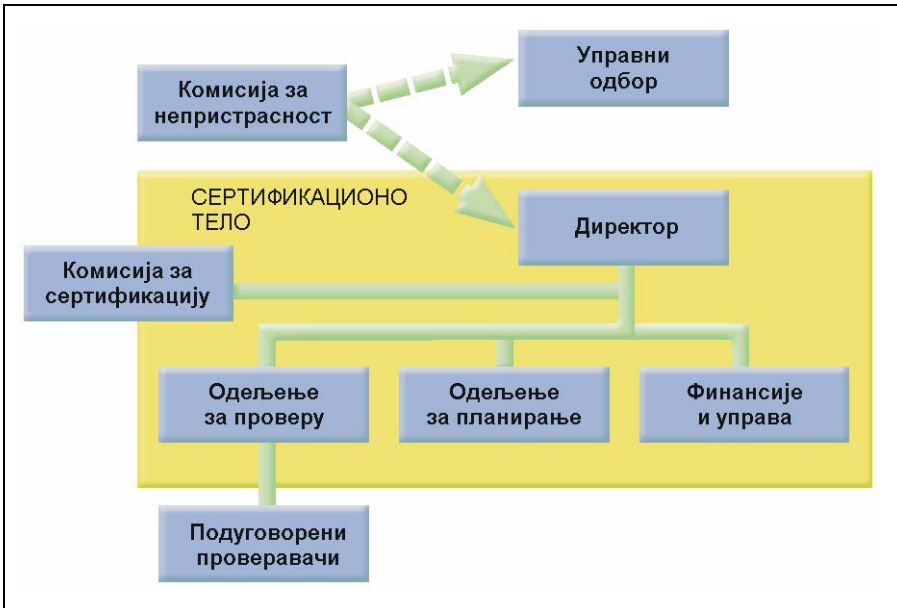 Управни
одбор
Комисија за
непристрасност
СЕРТИФИКАЦИОНО
ТЕЛО
Директор
Комисија за
сертификацију
Одељење
за проверу
Одељење
за планирање
Финансије
и управа
Подуговорени
проверавачи